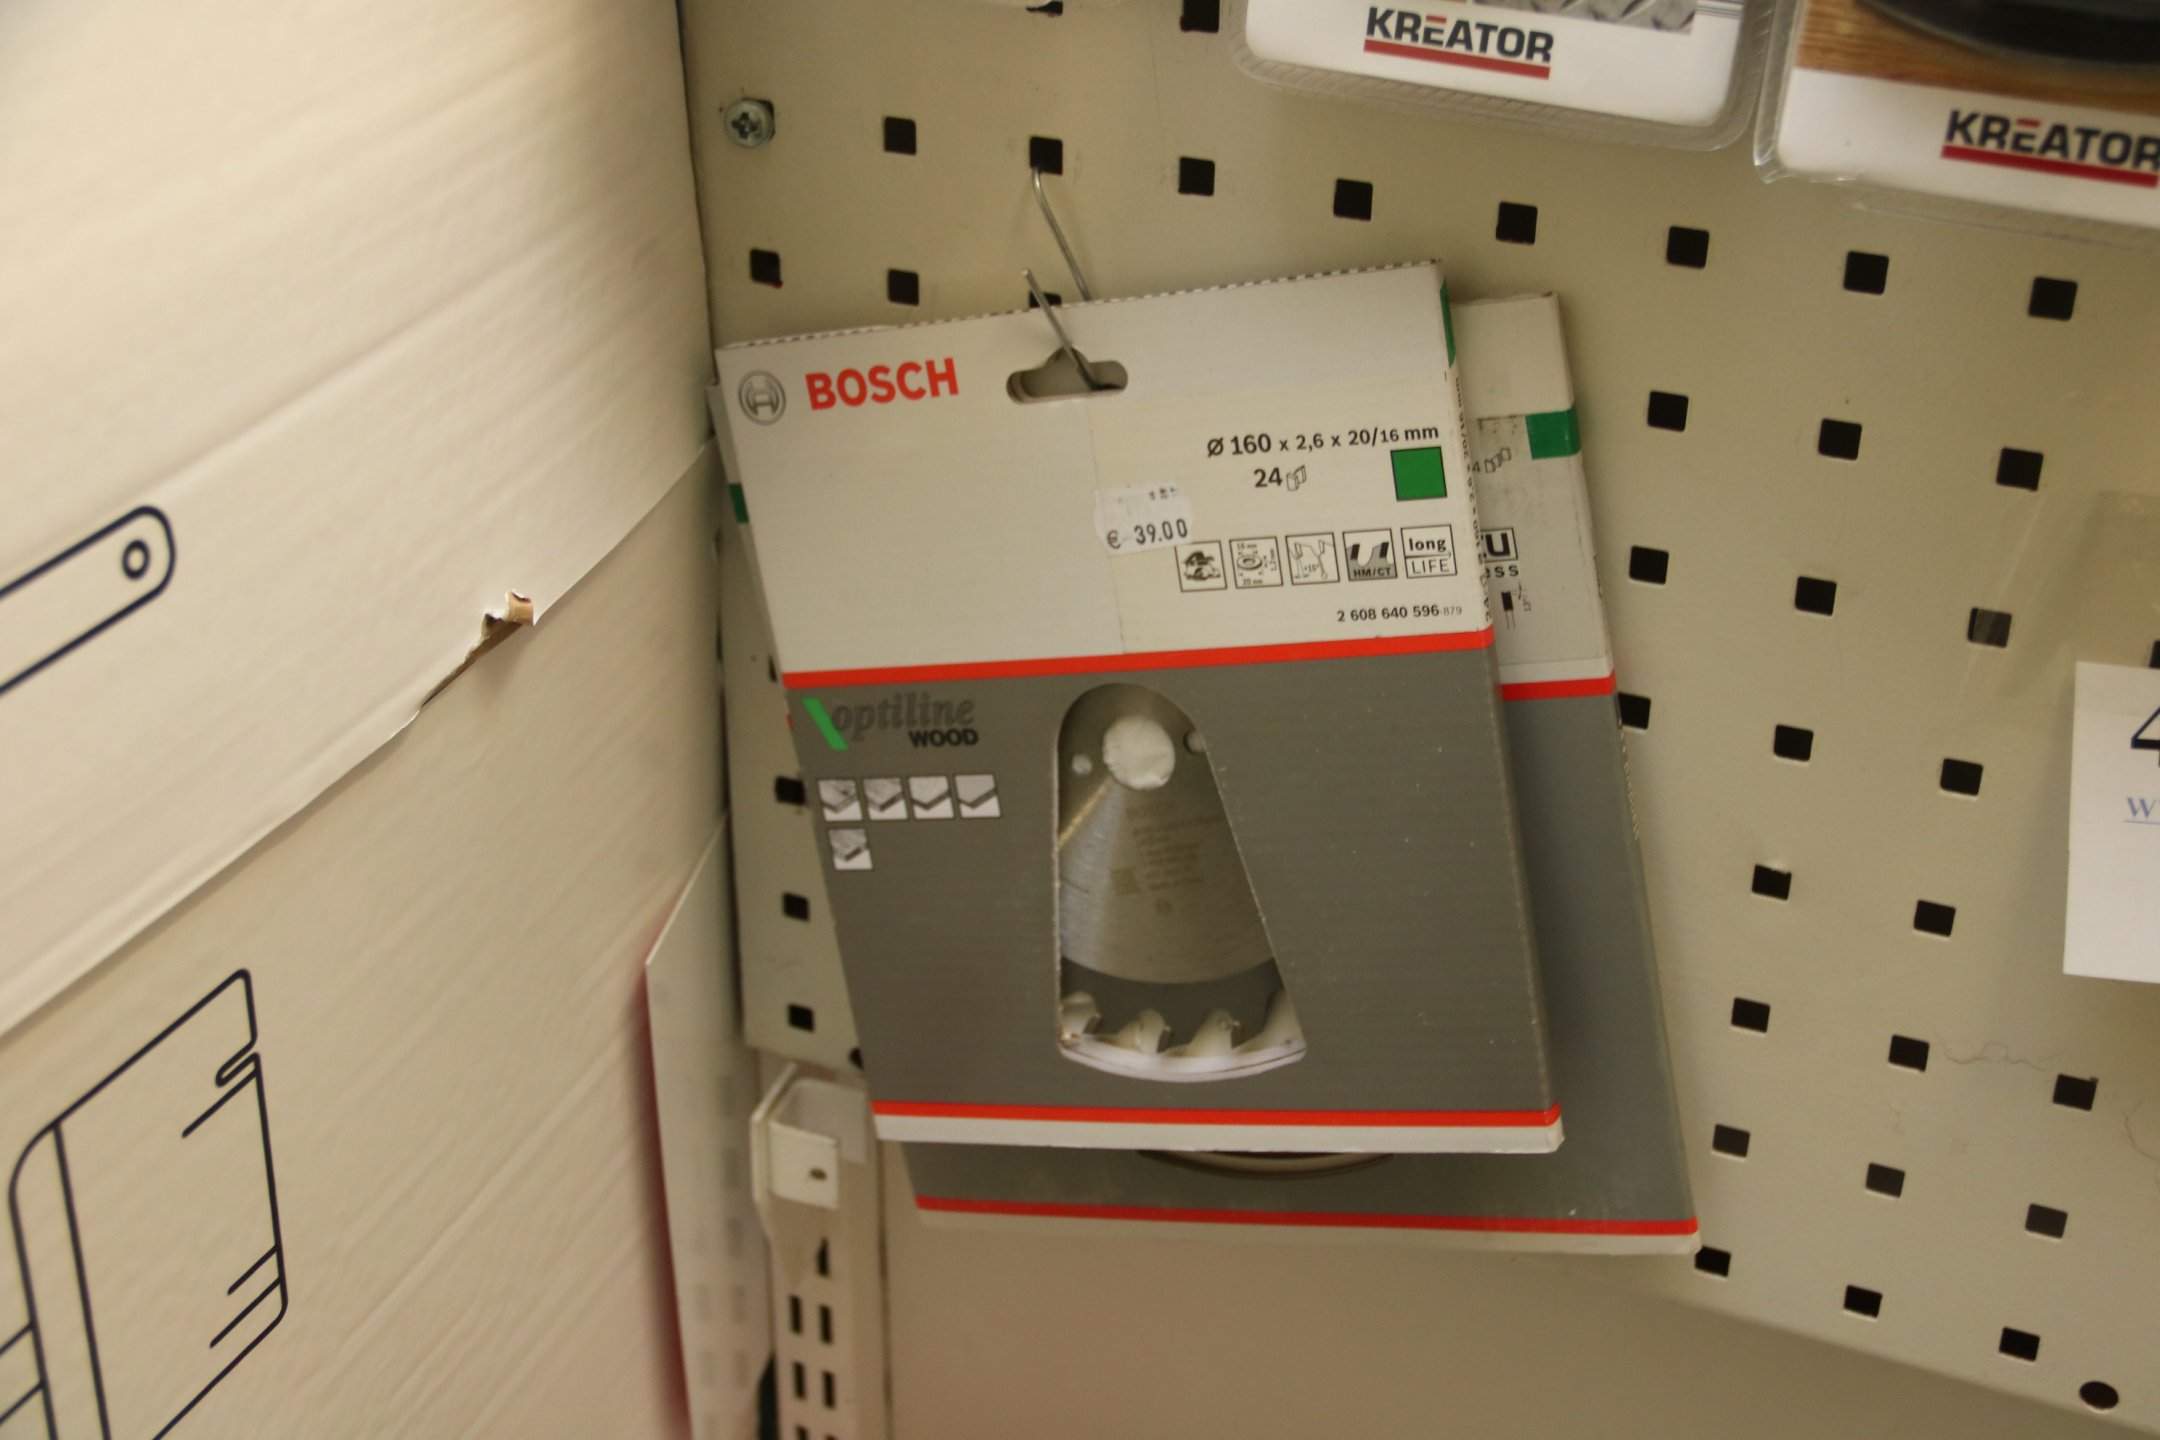 KREATOR
KREATOR
BOSCH
Ø 160 x 2,6 x 20/16 mm
24
€ 39.00
HM/CT
long
LIFE
2 608 640 596 879
optiline
WOOD
4
W